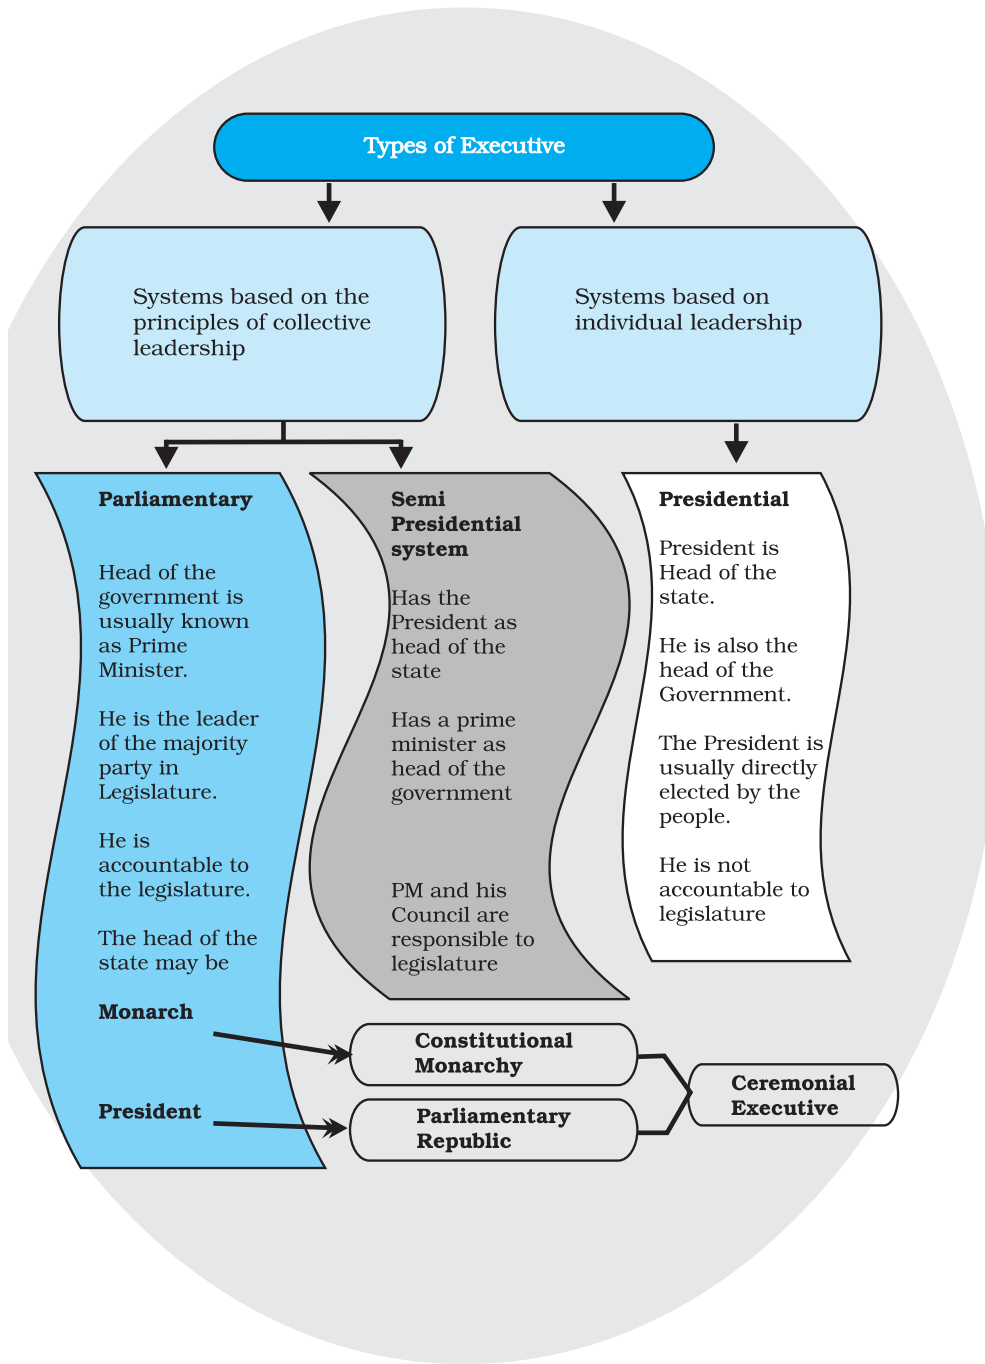 Types of Executive
Systems based on the
principles of collective
leadership
Systems based on
individual leadership
Parliamentary
Head of the
government is
usually known
as Prime
Minister.
He is the leader
of the majority
party in
Legislature.
He is
accountable to
the legislature.
The head of the
state may be
Monarch
President
Semi
Presidential
system
Has the
President as
head of the
state
Has a prime
minister as
head of the
government
PM and his
Council are
responsible to
legislature
Presidential
President is
Head of the
state.
He is also the
head of the
Government.
The President is
usually directly
elected by the
people.
He is not
accountable to
legislature
Constitutional
Monarchy
Parliamentary
Republic
Ceremonial
Executive